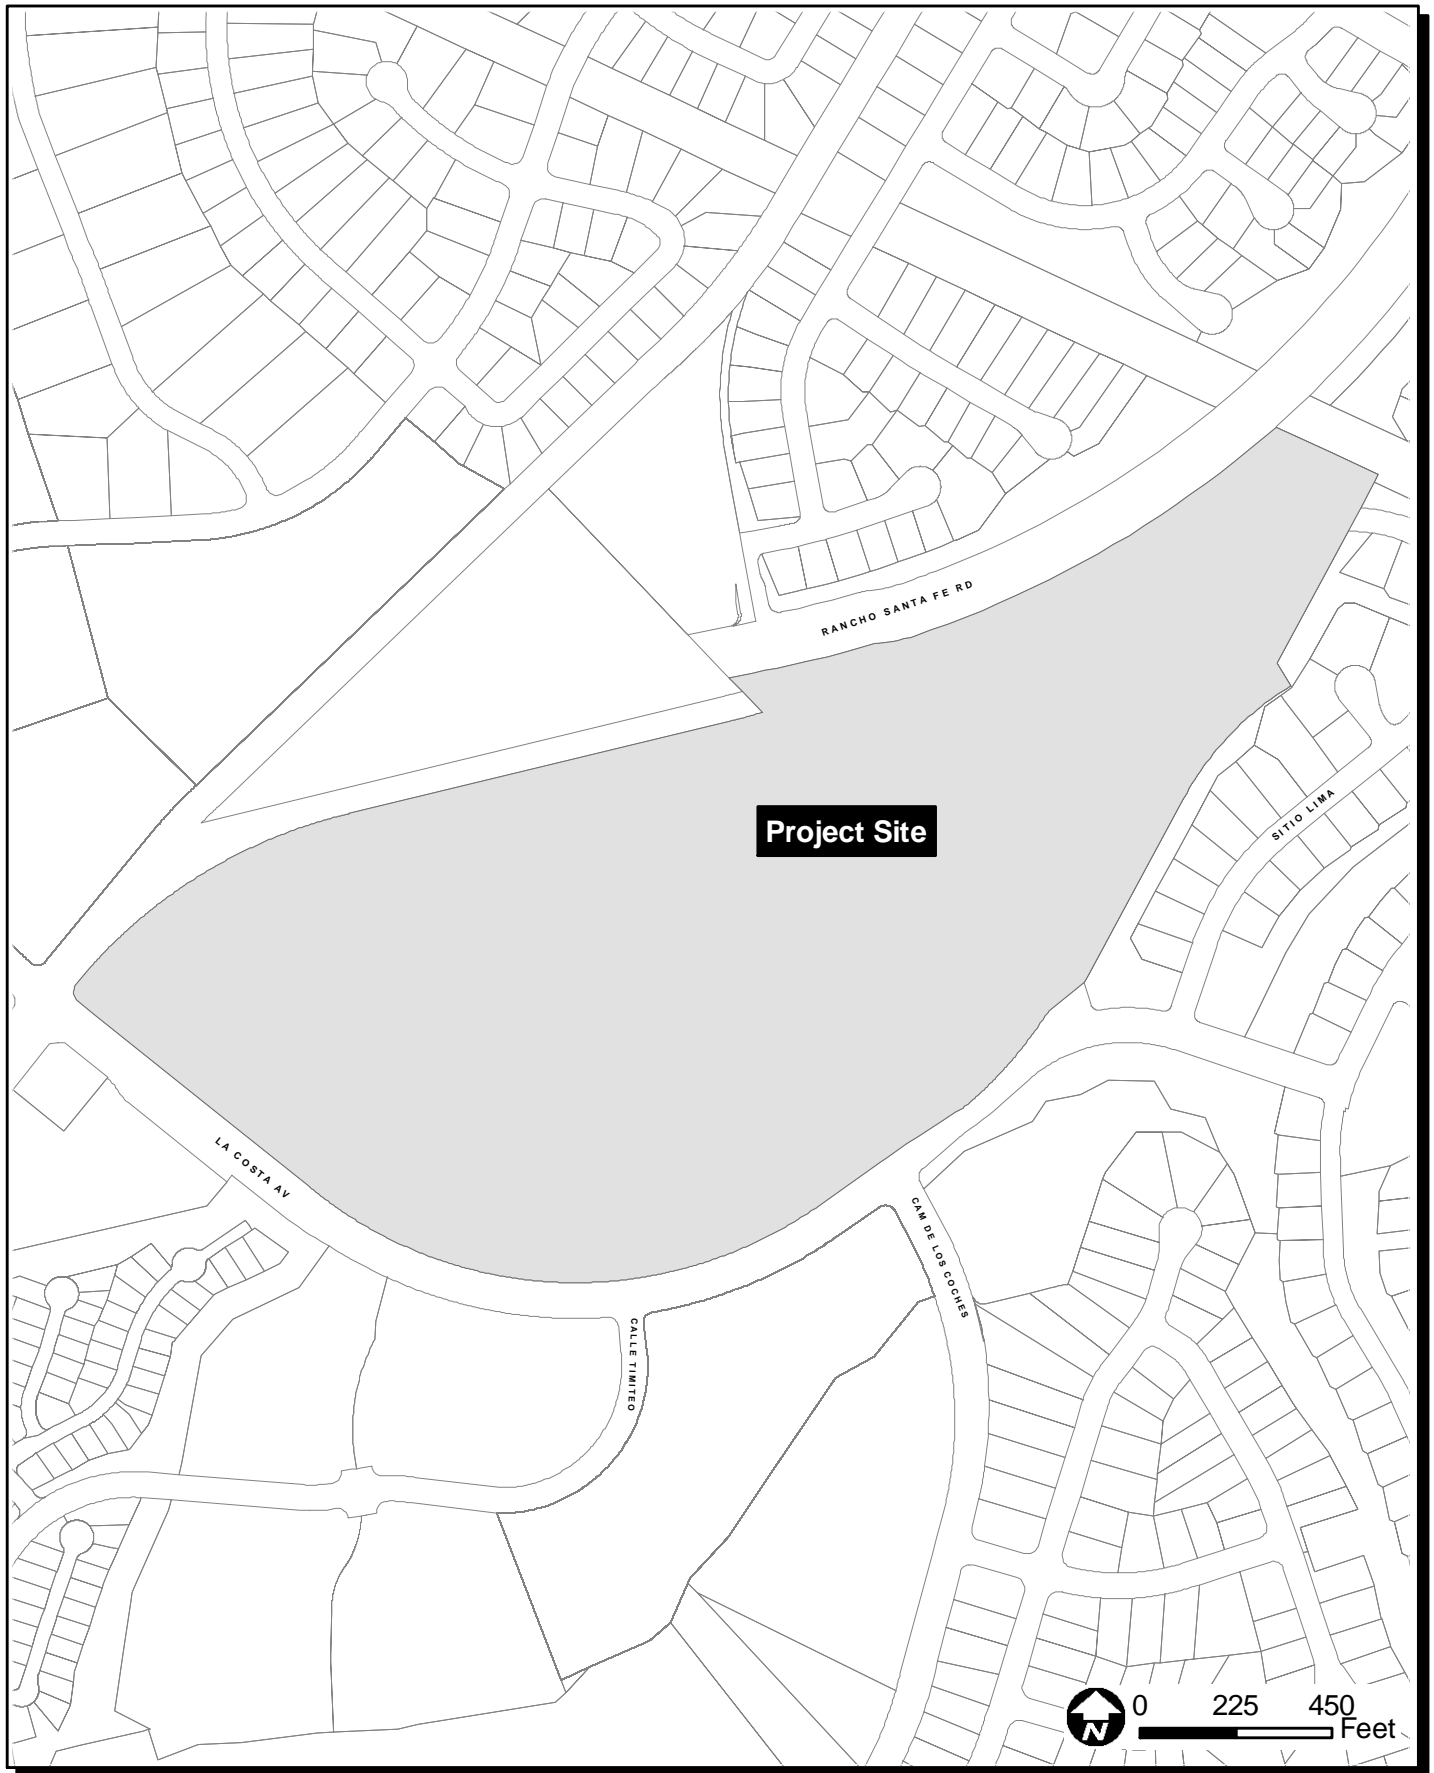 RANCHO SANTA FE RD
Project Site
SITIO LIMA
LA COSTA AV
CAM DE LOS COCHES
CALLE TIMITEO
N
0 225 450
Feet